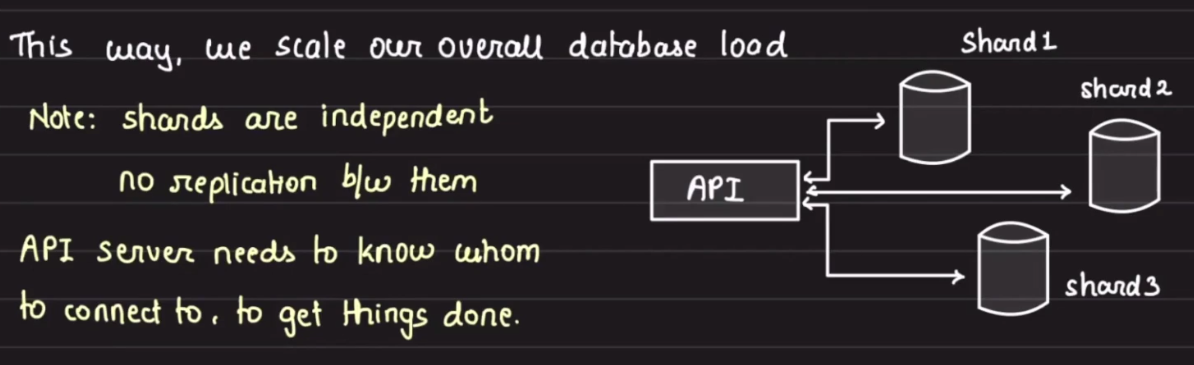 This way, we scale our overall database load
Note: shards are independent
no replication b/w them
API server needs to know whom
to connect to, to get things done.
API
Shard 1
shard 2
shard 3